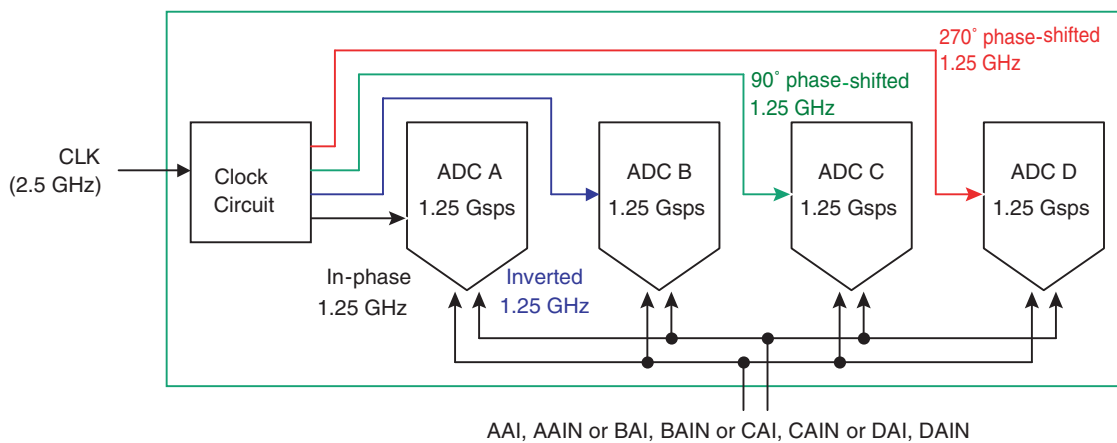 270° phase-shifted
1.25 GHz
90° phase-shifted
1.25 GHz
CLK
(2.5 GHz)
Clock
Circuit
ADC A
1.25 Gsps
ADC B
1.25 Gsps
ADC C
1.25 Gsps
ADC D
1.25 Gsps
In-phase
1.25 GHz
Inverted
1.25 GHz
AAI, AAIN or BAI, BAIN or CAI, CAIN or DAI, DAIN